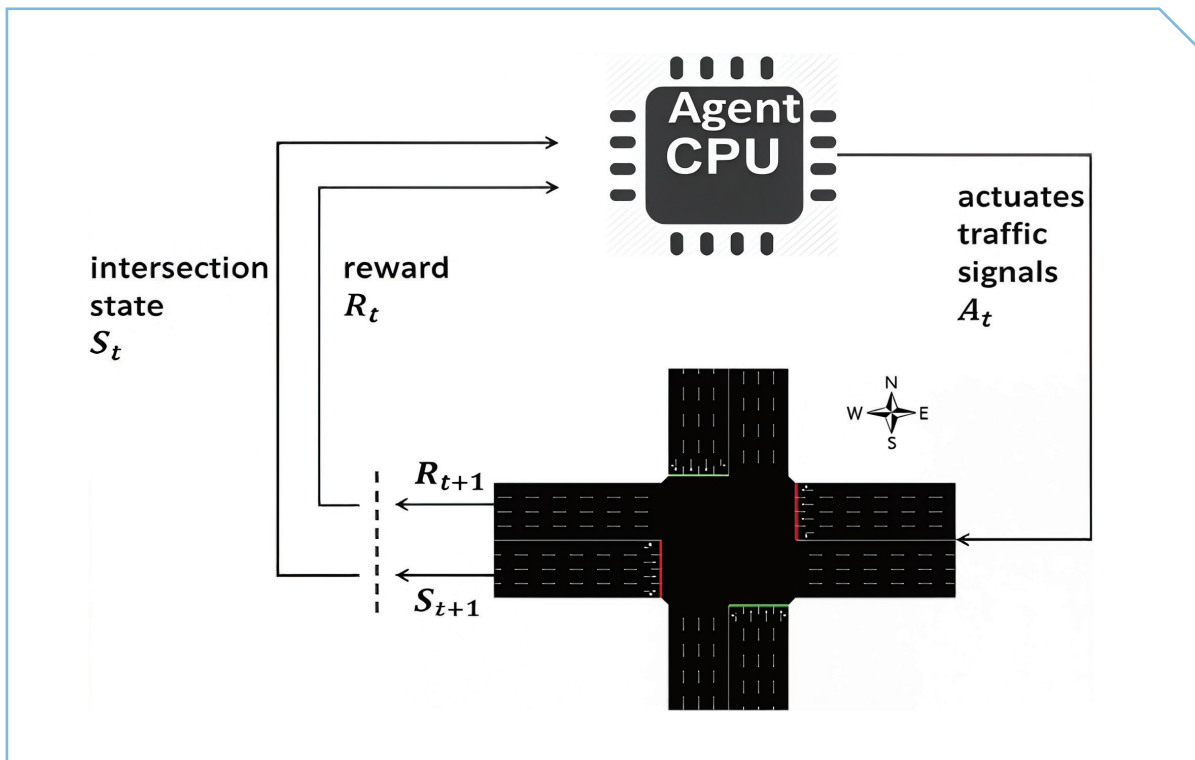 Agent
CPU
intersection
state
S_t
reward
R_t
actuates
traffic
signals
A_t
N
W E
S
R_{t+1}
S_{t+1}